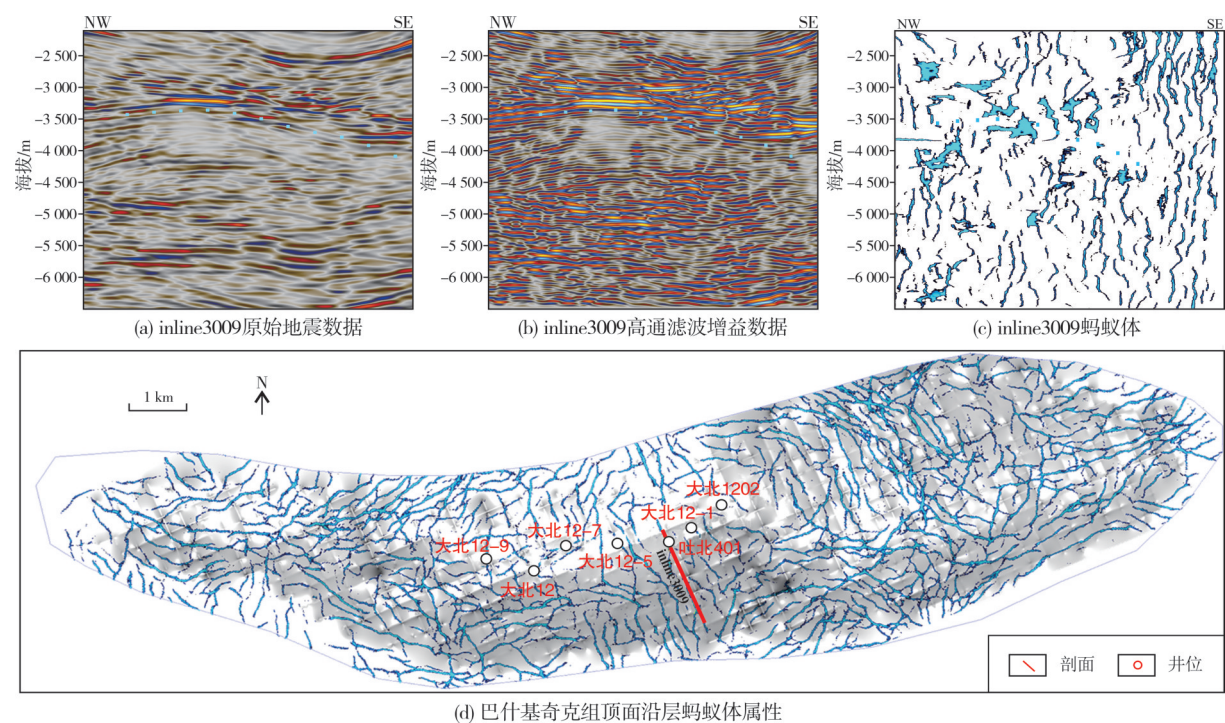 NW
SE
-2 500
-3 000
-3 500
-4 000
-2 500
-5 000
-5 500
-6 000
海拔/m
(a) inline3009原始地震数据
NW
SE
-2 500
-3 000
-3 500
-4 000
-4 500
-5 000
-5 500
-6 000
海拔/m
(b) inline3009高通滤波增益数据
NW
SE
-2 500
-3 000
-3 500
-4 000
-4 500
-5 000
-5 500
-6 000
海拔/m
(c) inline3009蚂蚁体
1 km
N
大北1202
大北12-1
大北12-7
吐北401
大北12-9
大北12-5
大北12
inline3009
剖面
井位
(d) 巴什基奇克组顶面沿层蚂蚁体属性